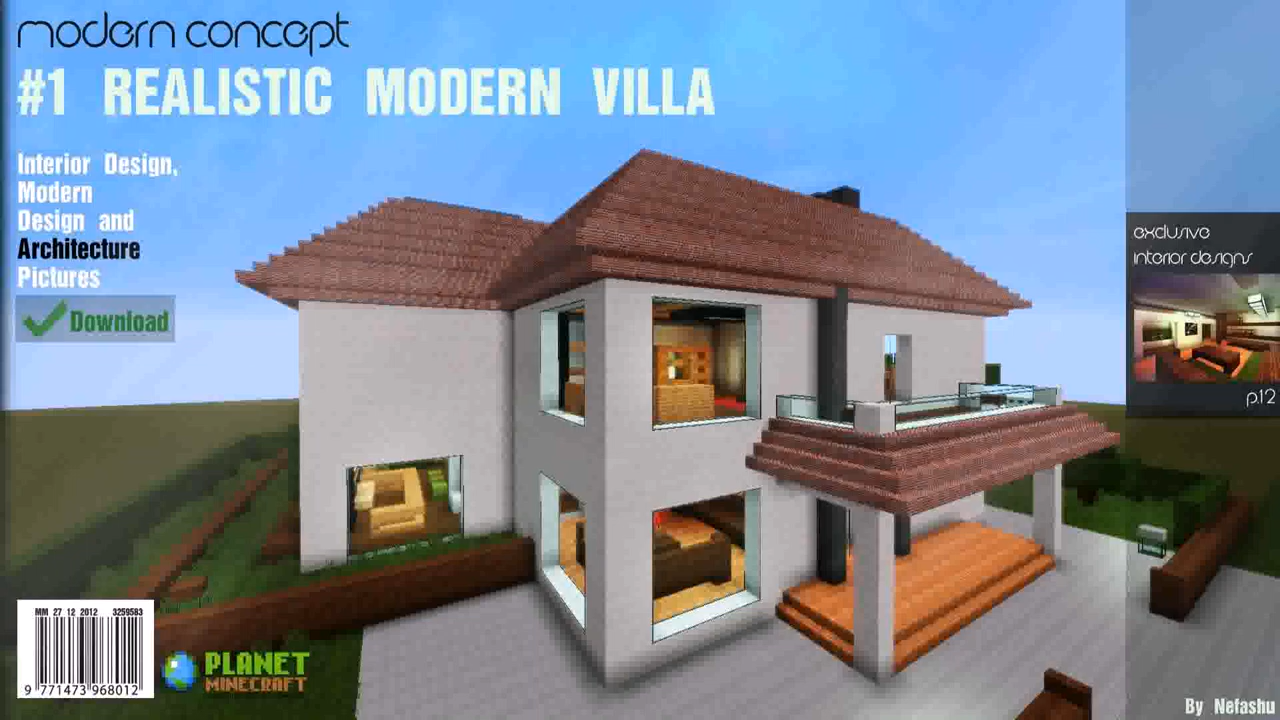 modern concept
#1 REALISTIC MODERN VILLA
Interior Design,
Modern
Design and
Architecture
Pictures
Download
exclusive
interior designs
p.12
MM 27 12 2012 3259583
9 771473 968012
PLANET
MINECRAFT
By Nefashu